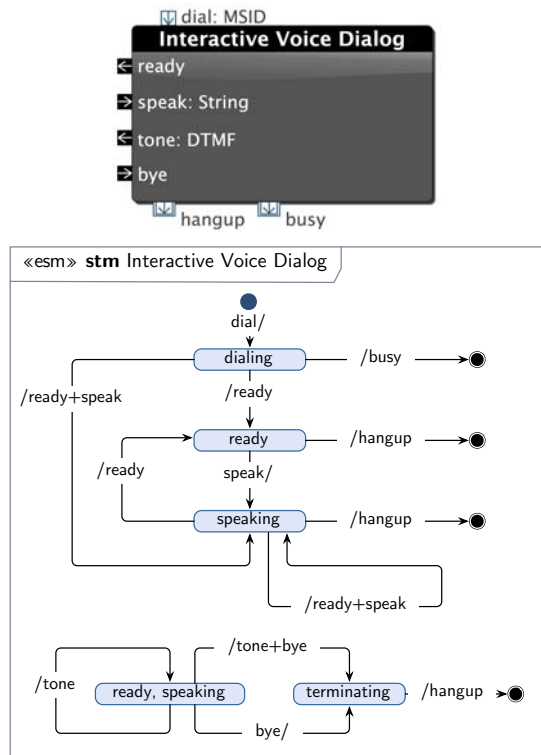 dial: MSID
Interactive Voice Dialog
ready
speak: String
tone: DTMF
bye
hangup
busy
«esm» stm Interactive Voice Dialog
dial/
dialing
/busy
/ready+speak
/ready
ready
/hangup
/ready
speak/
speaking
/hangup
/ready+speak
/tone+bye
/tone
ready, speaking
terminating
/hangup
bye/